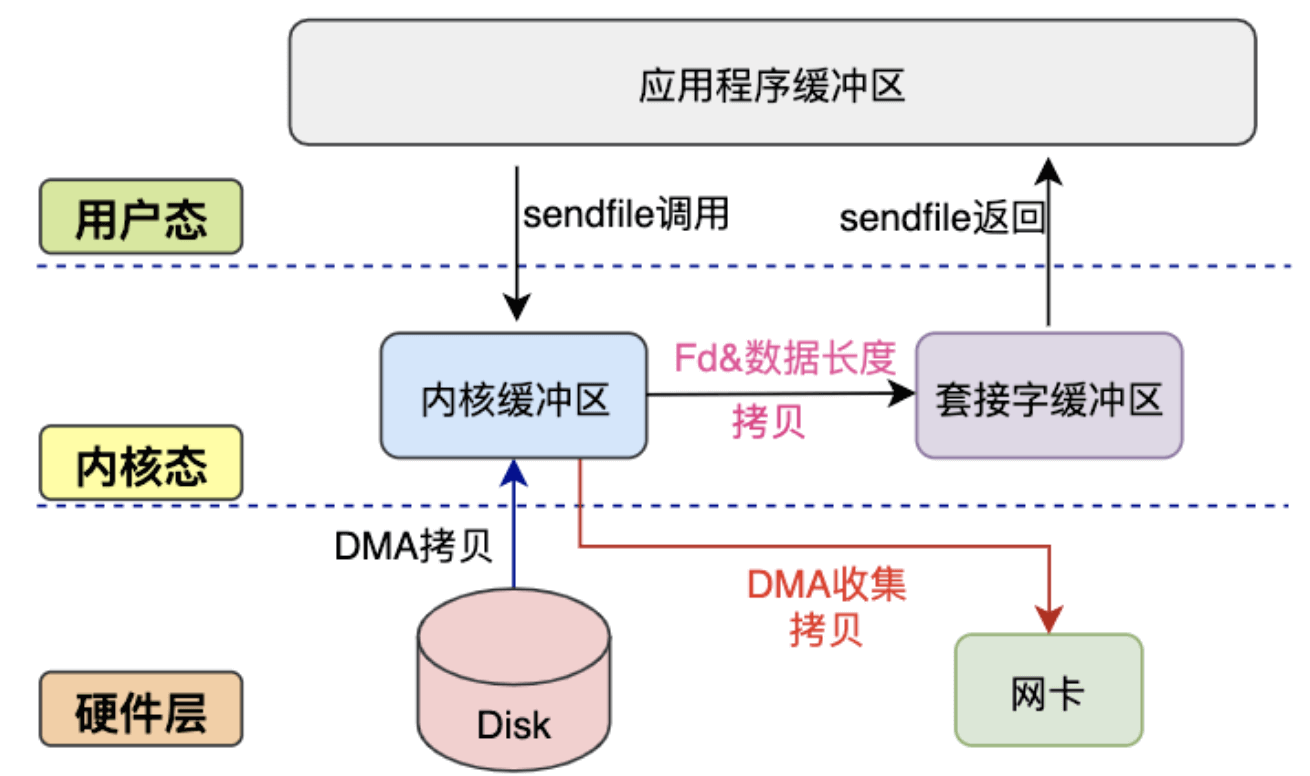 应用程序缓冲区
用户态
sendfile调用
sendfile返回
内核缓冲区
Fd&数据长度
拷贝
套接字缓冲区
内核态
DMA拷贝
DMA收集
拷贝
硬件层
Disk
网卡